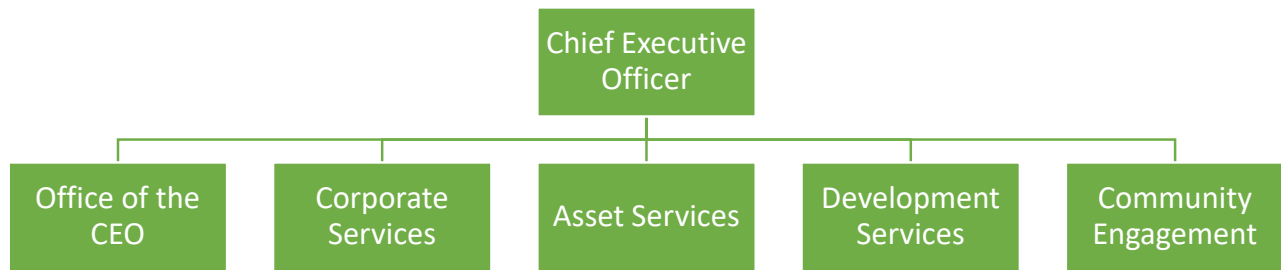 Chief Executive
Officer
Office of the
CEO
Corporate
Services
Asset Services
Development
Services
Community
Engagement